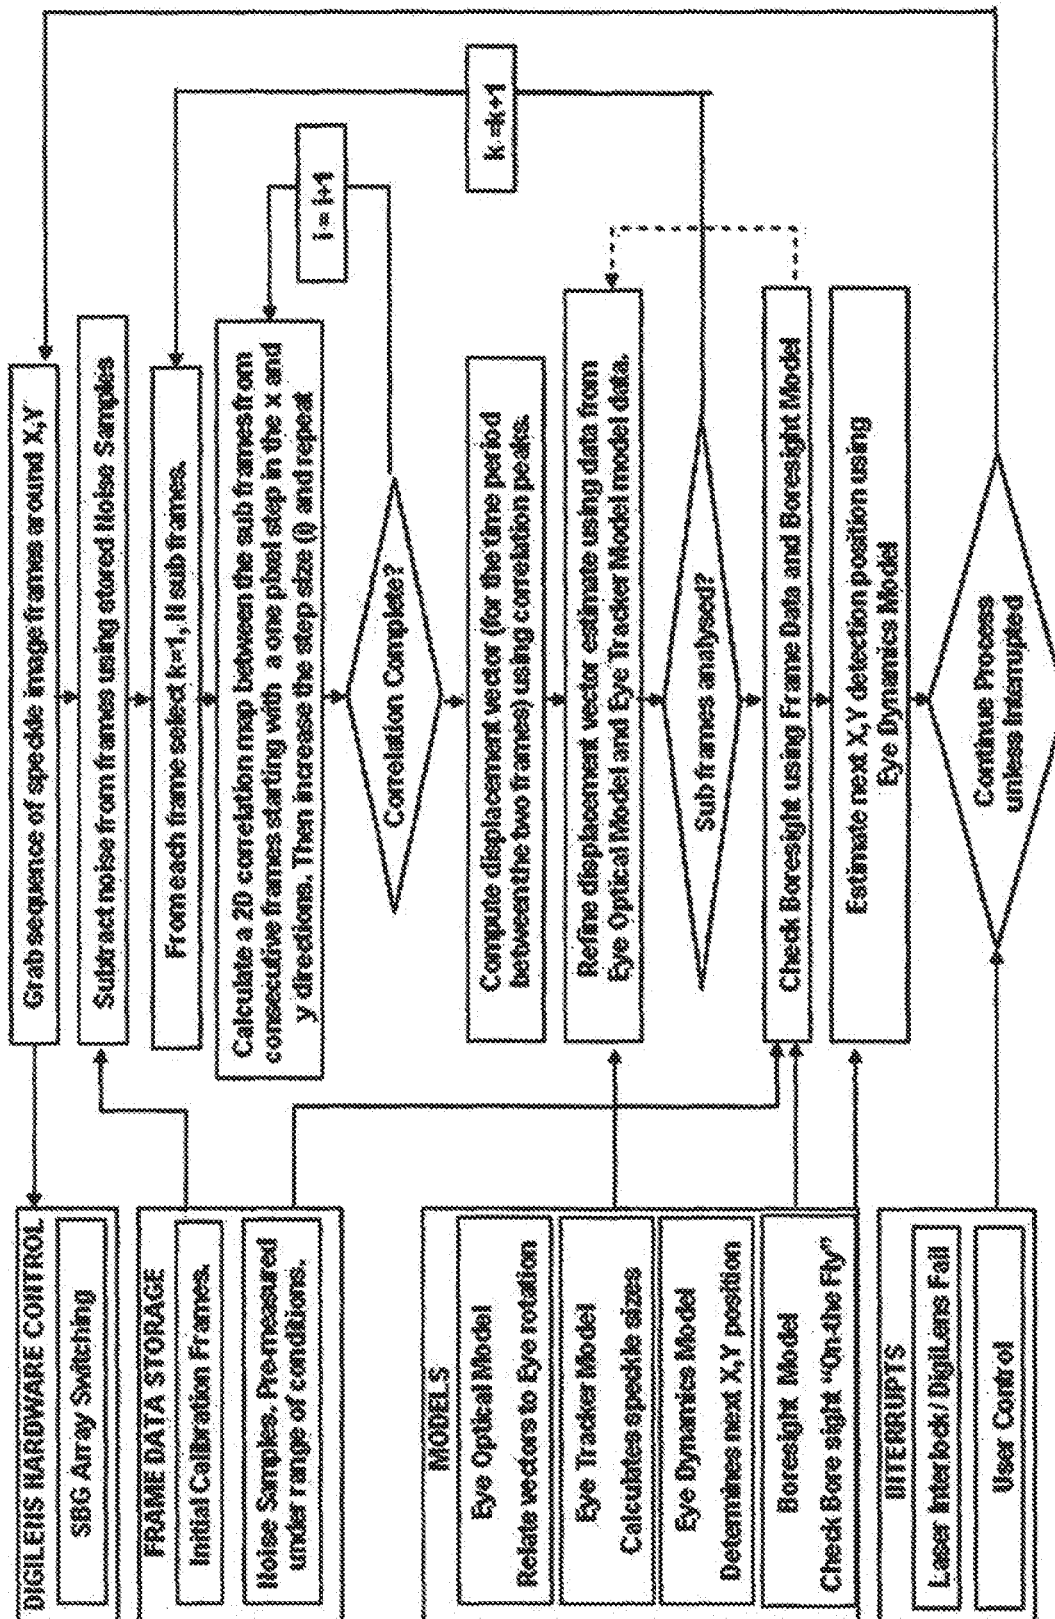 DIGILENS HARDWARE CONTROL
SBG Array Switching
FRAME DATA STORAGE
Initial Calibration Frames.
Noise Samples. Pre-measured
under range of conditions.
MODELS
Eye Optical Model
Relate vectors to Eye rotation
Eye Tracker Model
Calculates speckle sizes
Eye Dynamics Model
Determines next X,Y position
Boresight Model
Check Bore sight "On-the Fly"
INTERRUPTS
Laser Interlock/ DigiLens Fail
User Control
Grab sequence of speckle image frames around X,Y
Subtract noise from frames using stored Noise Samples
From each frame select k=1, N sub frames.
Calculate a 2D correlation map between the sub frames from
consecutive frames starting with a one pixel step in the x and
y directions. Then increase the step size (i) and repeat
i = i+1
Correlation Complete?
Compute displacement vector (for the time period
between the two frames) using correlation peaks.
Refine displacement vector estimate using data from
Eye Optical Model and Eye Tracker Model model data.
k =k+1
Sub frames analysed?
Check Boresight using Frame Data and Boresight Model
Estimate next X,Y detection position using
Eye Dynamics Model
Continue Process
unless Interrupted